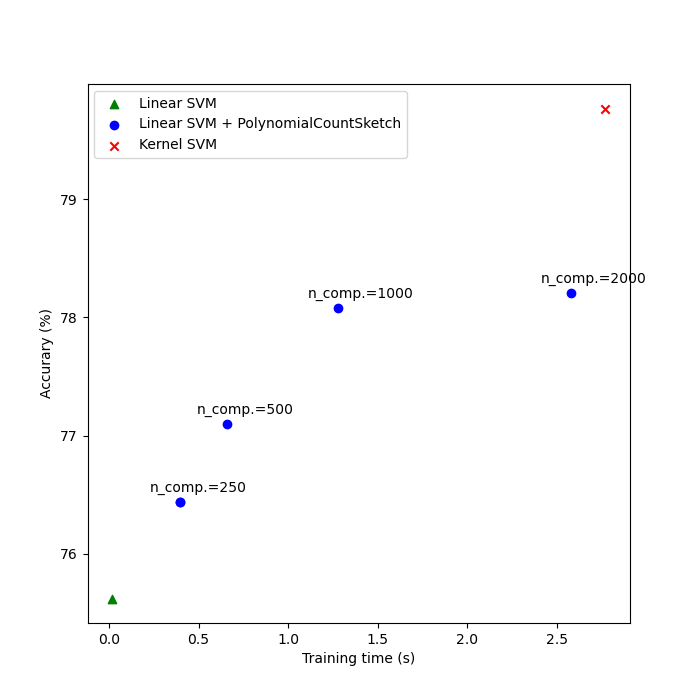 Linear SVM
Linear SVM + PolynomialCountSketch
Kernel SVM
79
n_comp.=2000
n_comp.=1000
78
n_comp.=500
77
n_comp.=250
76
Accurary (%)
0.0 0.5 1.0 1.5 2.0 2.5
Training time (s)